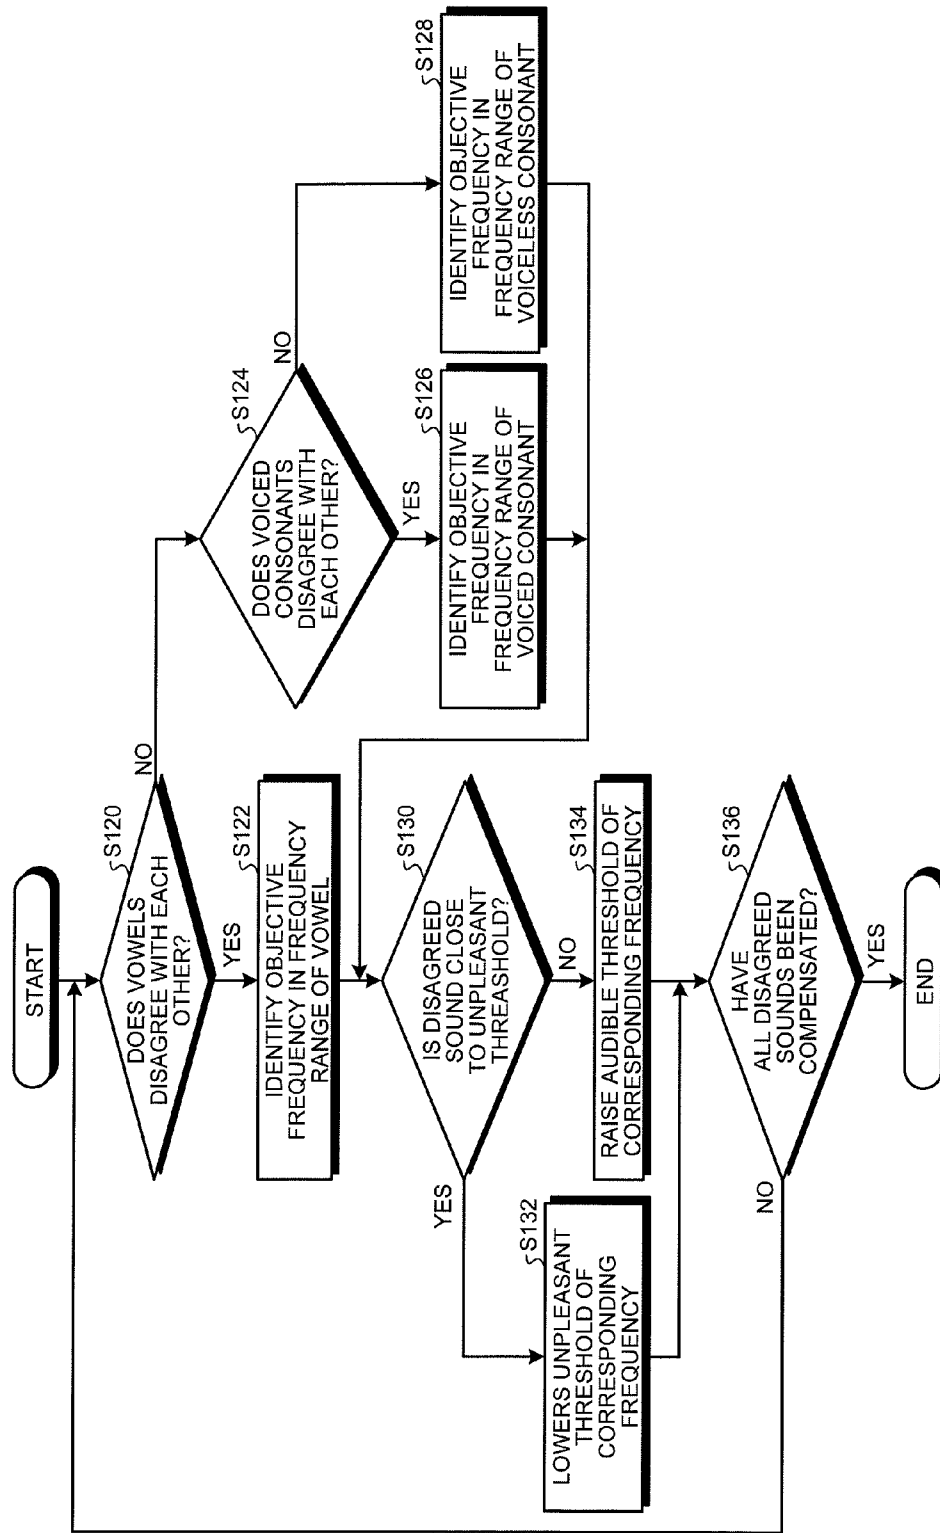 START
S120
DOES VOWELS
DISAGREE WITH EACH
OTHER?
NO
YES
S122
IDENTIFY OBJECTIVE
FREQUENCY IN FREQUENCY
RANGE OF VOWEL
S124
DOES VOICED
CONSONANTS
DISAGREE WITH
EACH OTHER?
NO
YES
S126
IDENTIFY OBJECTIVE
FREQUENCY IN
FREQUENCY RANGE OF
VOICED CONSONANT
S128
IDENTIFY OBJECTIVE
FREQUENCY IN
FREQUENCY RANGE OF
VOICELESS CONSONANT
S130
IS DISAGREED
SOUND CLOSE
TO UNPLEASANT
THREASHOLD?
YES
NO
S132
LOWERS UNPLEASANT
THRESHOLD OF
CORRESPONDING
FREQUENCY
S134
RAISE AUDIBLE THRESHOLD OF
CORRESPONDING FREQUENCY
S136
HAVE
ALL DISAGREED
SOUNDS BEEN
COMPENSATED?
NO
YES
END